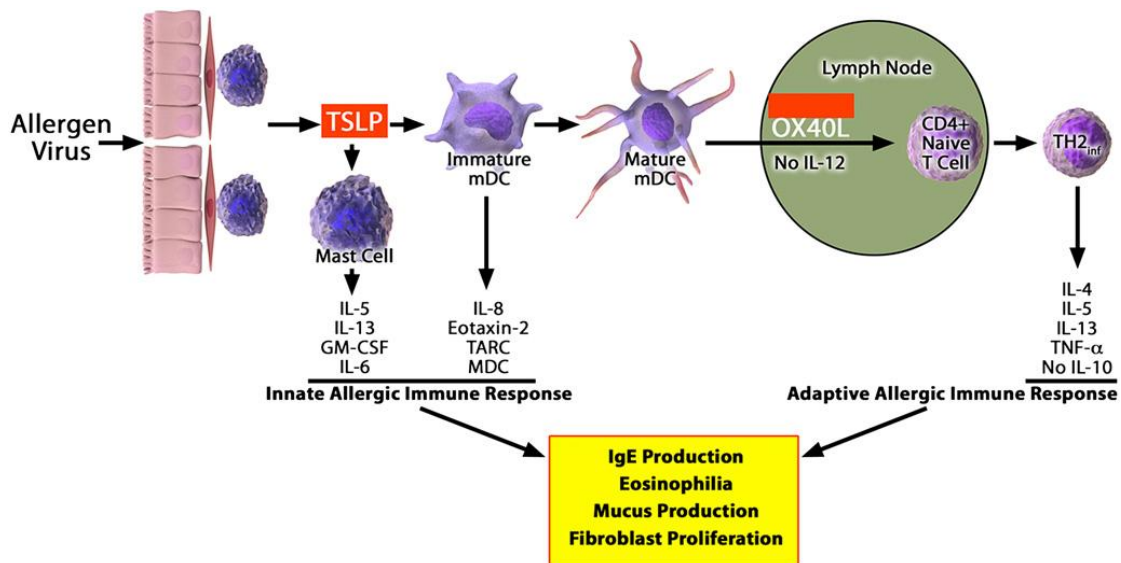 Allergen
Virus
TSLP
Mast Cell
IL-5
IL-13
GM-CSF
IL-6
Immature
mDC
IL-8
Eotaxin-2
TARC
MDC
Innate Allergic Immune Response
Mature
mDC
Lymph Node
OX40L
No IL-12
CD4+
Naive
T Cell
TH2inf
IL-4
IL-5
IL-13
TNF-α
No IL-10
Adaptive Allergic Immune Response
IgE Production
Eosinophilia
Mucus Production
Fibroblast Proliferation